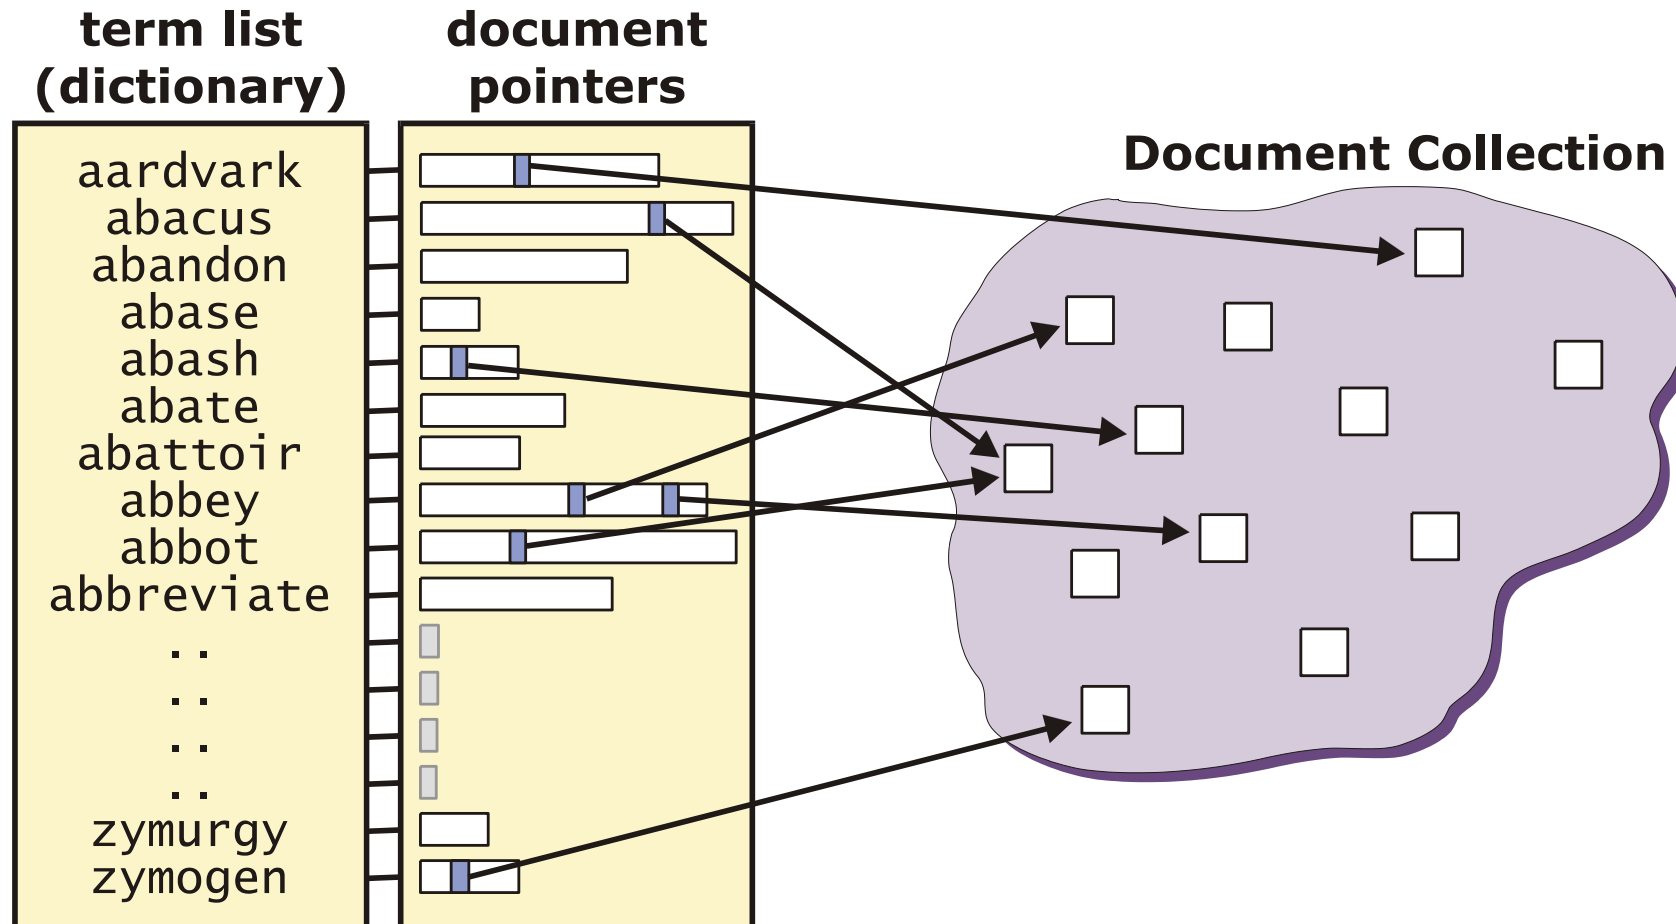 term list
(dictionary)
document
pointers
Document Collection
aardvark
abacus
abandon
abase
abash
abate
abattoir
abbey
abbot
abbreviate
..
..
..
..
zymurgy
zymogen